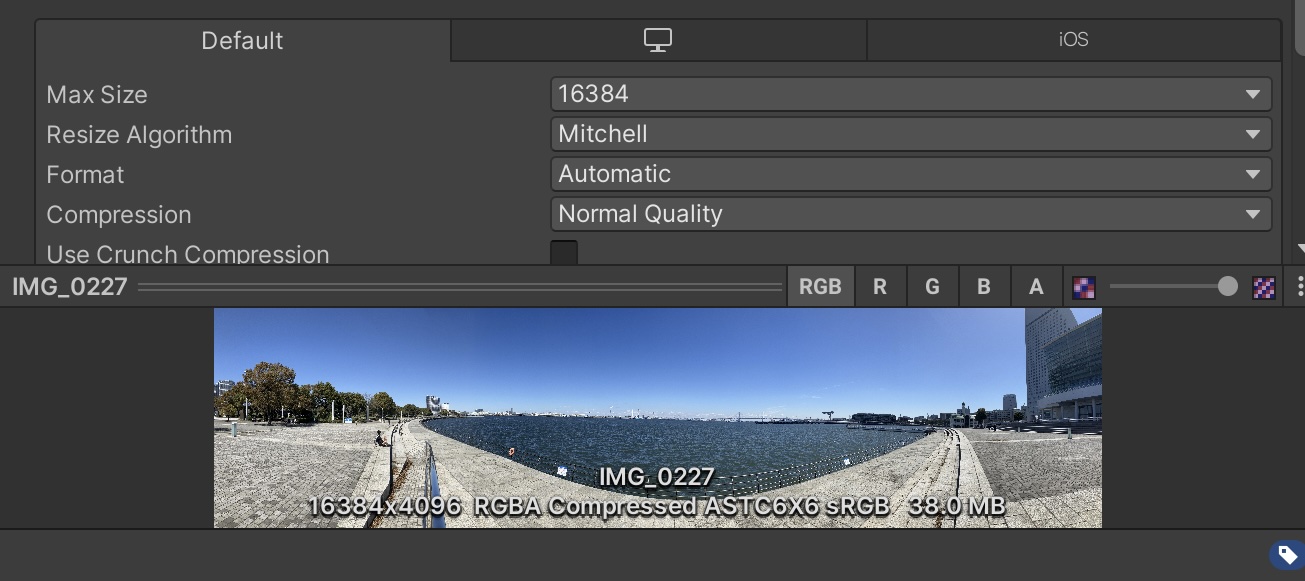 Default iOS
Max Size 16384
Resize Algorithm Mitchell
Format Automatic
Compression Normal Quality
Use Crunch Compression
IMG_0227 RGB R G B A
IMG_0227
16384x4096 RGBA Compressed ASTC6X6 sRGB 38.0 MB